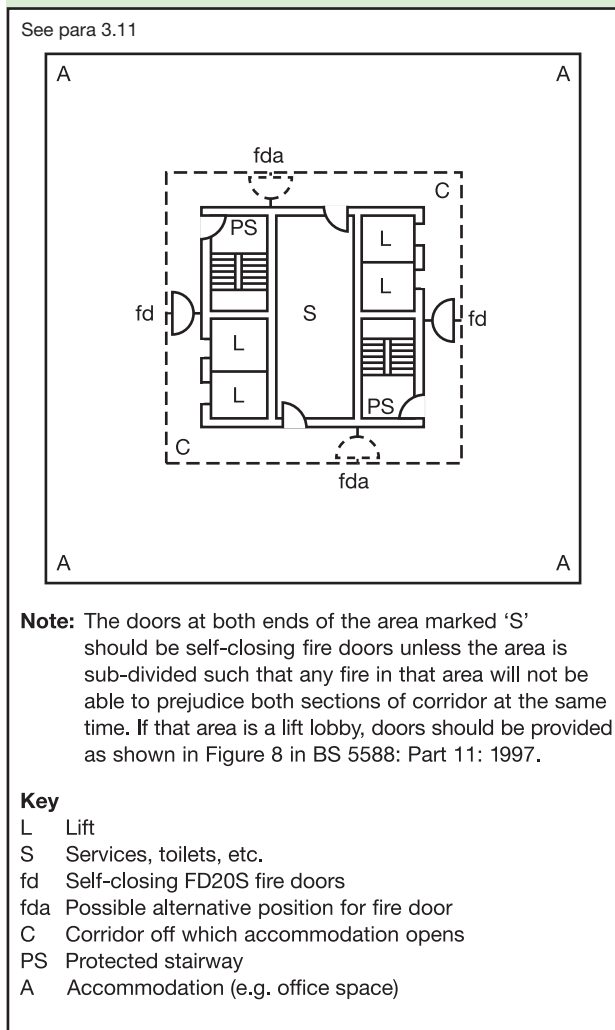 See para 3.11
A A
fda
C
PS L
L
fd S fd
L
L PS
C
fda
A A
Note: The doors at both ends of the area marked ‘S’
should be self-closing fire doors unless the area is
sub-divided such that any fire in that area will not be
able to prejudice both sections of corridor at the same
time. If that area is a lift lobby, doors should be provided
as shown in Figure 8 in BS 5588: Part 11: 1997.
Key
L Lift
S Services, toilets, etc.
fd Self-closing FD20S fire doors
fda Possible alternative position for fire door
C Corridor off which accommodation opens
PS Protected stairway
A Accommodation (e.g. office space)